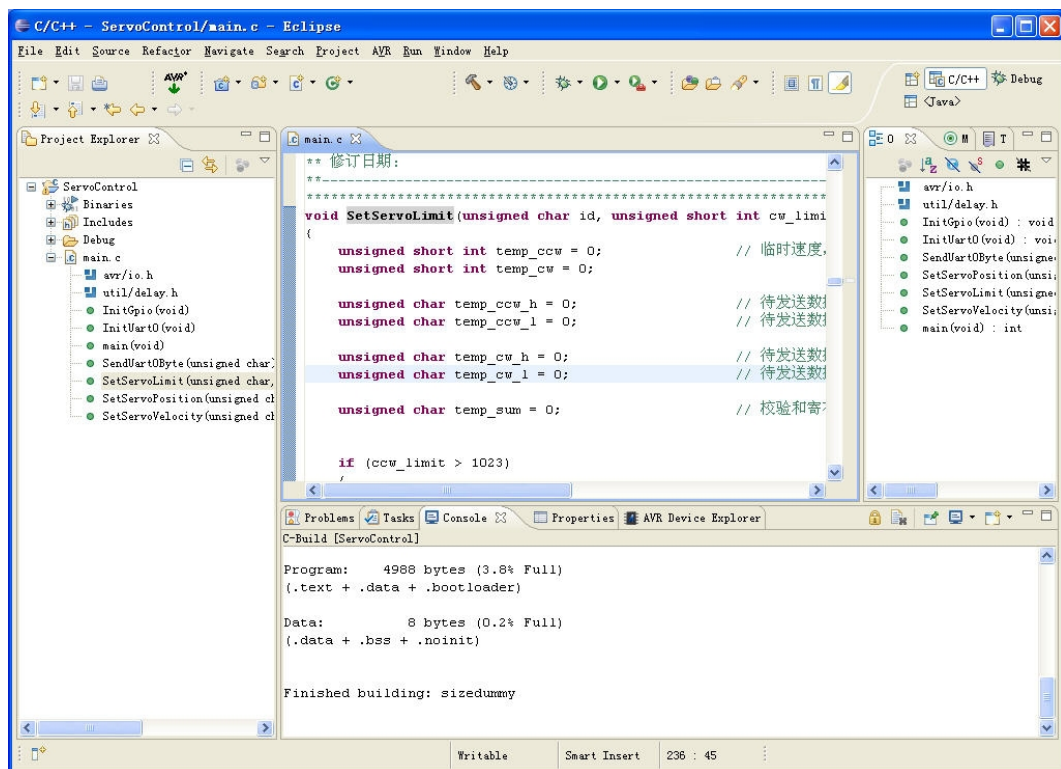 C/C++ - ServoControl/main.c - Eclipse
File Edit Source Refactor Navigate Search Project AVR Run Window Help
AVR
C/C++
Debug
<Java>
Project Explorer
ServoControl
Binaries
Includes
Debug
main.c
avr/io.h
util/delay.h
InitGpio(void)
InitUart0(void)
main(void)
SendUart0Byte(unsigned char)
SetServoLimit(unsigned char,
SetServoPosition(unsigned ch
SetServoVelocity(unsigned ch
main.c
** 修订日期:
**------------------------------------------------------------
************************************************************
void SetServoLimit(unsigned char id, unsigned short int cw_limi
{
unsigned short int temp_ccw = 0; // 临时速度,
unsigned short int temp_cw = 0;
unsigned char temp_ccw_h = 0; // 待发送数据
unsigned char temp_ccw_l = 0; // 待发送数据
unsigned char temp_cw_h = 0; // 待发送数据
unsigned char temp_cw_l = 0; // 待发送数据
unsigned char temp_sum = 0; // 校验和寄存
if (ccw_limit > 1023)
{
O M T
avr/io.h
util/delay.h
InitGpio(void) : void
InitUart0(void) : voi
SendUart0Byte(unsigne
SetServoPosition(unsi
SetServoLimit(unsigne
SetServoVelocity(unsi
main(void) : int
Problems Tasks Console Properties AVR Device Explorer
C-Build [ServoControl]
Program: 4988 bytes (3.8% Full)
(.text + .data + .bootloader)
Data: 8 bytes (0.2% Full)
(.data + .bss + .noinit)
Finished building: sizedummy
Writable Smart Insert 236 : 45